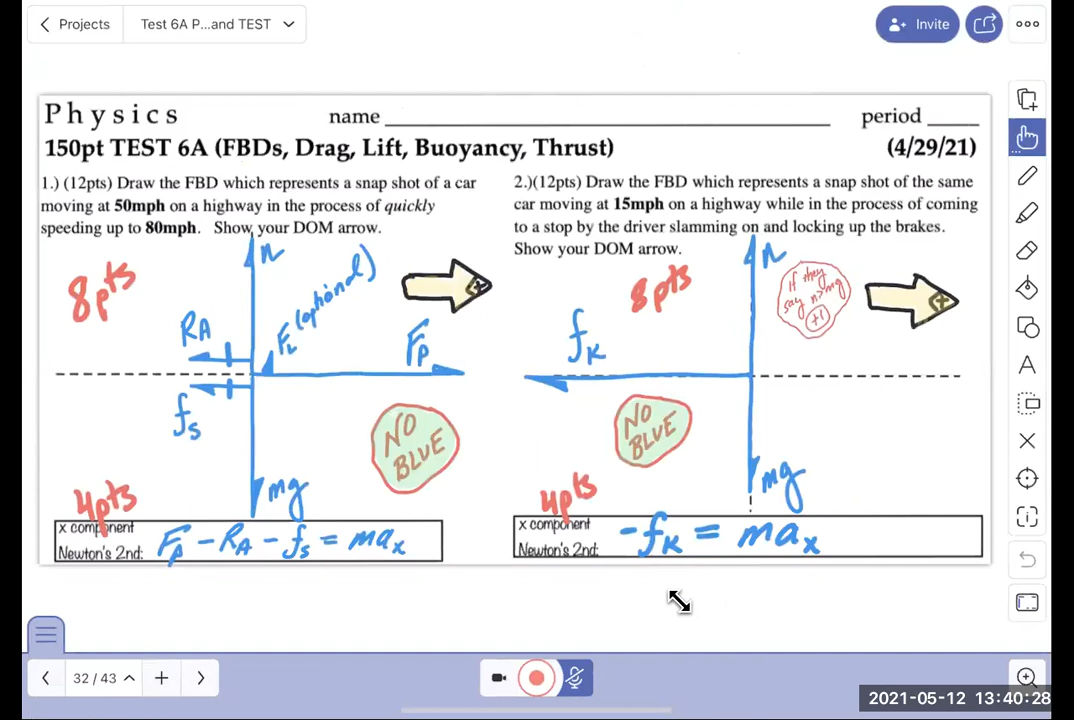 Projects
Test 6A P...and TEST
Invite
Physics name period
150pt TEST 6A (FBDs, Drag, Lift, Buoyancy, Thrust) (4/29/21)
1.) (12pts) Draw the FBD which represents a snap shot of a car
moving at 50mph on a highway in the process of quickly
speeding up to 80mph. Show your DOM arrow.
8pts
n
FL (optional)
+
RA
FP
fs
NO
BLUE
mg
4pts
x component
Newton's 2nd: FP - RA - fs = max
2.)(12pts) Draw the FBD which represents a snap shot of the same
car moving at 15mph on a highway while in the process of coming
to a stop by the driver slamming on and locking up the brakes.
Show your DOM arrow.
8pts
n
If they
say n>mg
+1
+
fK
NO
BLUE
mg
4pts
x component
Newton's 2nd: -fK = max
A
32 / 43
2021-05-12 13:40:28